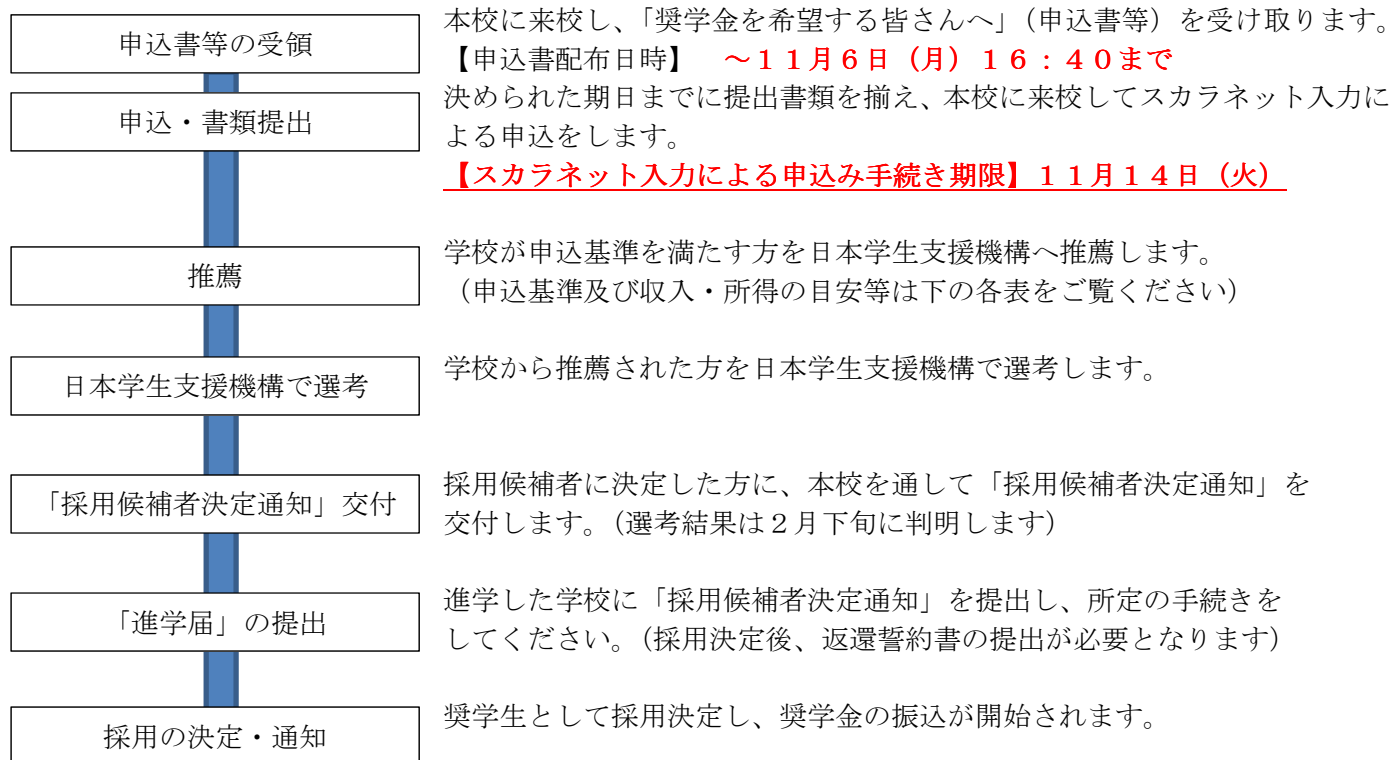 申込書等の受領
本校に来校し、「奨学金を希望する皆さんへ」（申込書等）を受け取ります。
【申込書配布日時】　～１１月６日（月）１６：４０まで
申込・書類提出
決められた期日までに提出書類を揃え、本校に来校してスカラネット入力に
よる申込をします。
【スカラネット入力による申込み手続き期限】１１月１４日（火）
推薦
学校が申込基準を満たす方を日本学生支援機構へ推薦します。
（申込基準及び収入・所得の目安等は下の各表をご覧ください）
日本学生支援機構で選考
学校から推薦された方を日本学生支援機構で選考します。
「採用候補者決定通知」交付
採用候補者に決定した方に、本校を通して「採用候補者決定通知」を
交付します。（選考結果は２月下旬に判明します）
「進学届」の提出
進学した学校に「採用候補者決定通知」を提出し、所定の手続きを
してください。（採用決定後、返還誓約書の提出が必要となります）
採用の決定・通知
奨学生として採用決定し、奨学金の振込が開始されます。